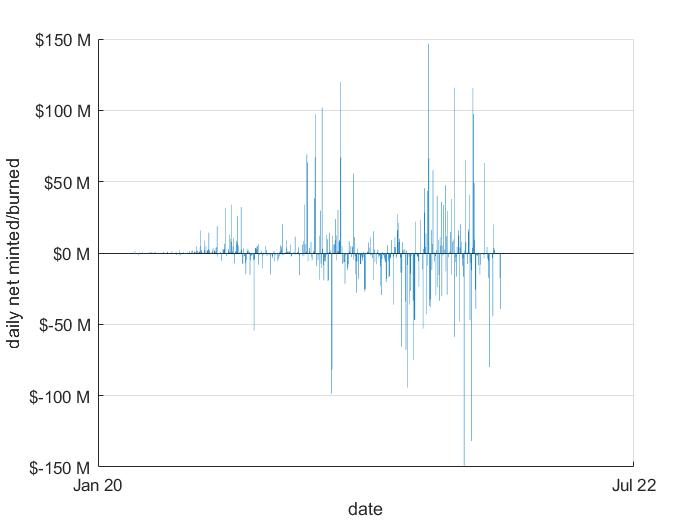 $150 M
$100 M
$50 M
$0 M
$-50 M
$-100 M
$-150 M
daily net minted/burned
Jan 20
Jul 22
date